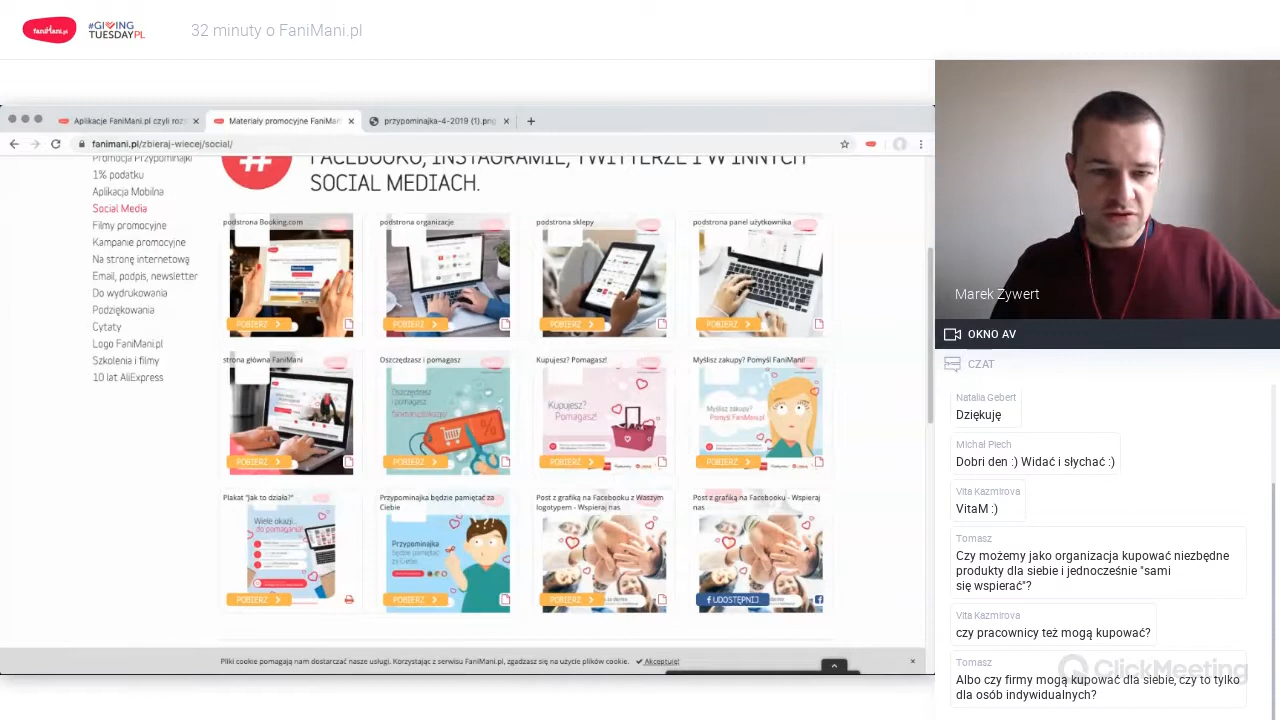 faniMani.pl
#GIVING
TUESDAYPL
32 minuty o FaniMani.pl
Aplikacje FaniMani.pl czyli roz
Materiały promocyjne FaniMan
przypominajka-4-2019 (1).png
fanimani.pl/zbieraj-wiecej/social/
Promocja Przypominajki
1% podatku
Aplikacja Mobilna
Social Media
Filmy promocyjne
Kampanie promocyjne
Na stronę internetową
Email, podpis, newsletter
Do wydrukowania
Podziękowania
Cytaty
Logo FaniMani.pl
Szkolenia i filmy
10 lat AliExpress
#
FACEBOOKU, INSTAGRAMIE, TWITTERZE I W INNYCH
SOCIAL MEDIACH.
podstrona Booking.com
podstrona organizacje
podstrona sklepy
podstrona panel użytkownika
POBIERZ
POBIERZ
POBIERZ
POBIERZ
strona główna FaniMani
Oszczędzasz i pomagasz
Kupujesz? Pomagasz!
Myślisz zakupy? Pomyśl FaniMani!
Oszczędzasz
i pomagasz
Kupujesz?
Pomagasz!
Myślisz zakupy?
Pomyśl FaniMani.pl
POBIERZ
POBIERZ
POBIERZ
POBIERZ
Plakat "Jak to działa?"
Przypominajka będzie pamiętać za
Ciebie
Post z grafiką na Facebooku z Waszym
logotypem - Wspieraj nas
Post z grafiką na Facebooku - Wspieraj
nas
Wiele okazji...
do pomagania!
Przypominajka
będzie pamiętać
za Ciebie
POBIERZ
POBIERZ
POBIERZ
UDOSTĘPNIJ
Pliki cookie pomagają nam dostarczać nasze usługi. Korzystając z serwisu FaniMani.pl, zgadzasz się na użycie plików cookie.
Akceptuję!
Marek Zywert
OKNO AV
CZAT
Natalia Gebert
Dziękuję
Michał Piech
Dobri den :) Widać i słychać :)
Vita Kazmirova
VitaM :)
Tomasz
Czy możemy jako organizacja kupować niezbędne
produkty dla siebie i jednocześnie "sami
się wspierać"?
Vita Kazmirova
czy pracownicy też mogą kupować?
Tomasz
Albo czy firmy mogą kupować dla siebie, czy to tylko
dla osób indywidualnych?
ClickMeeting